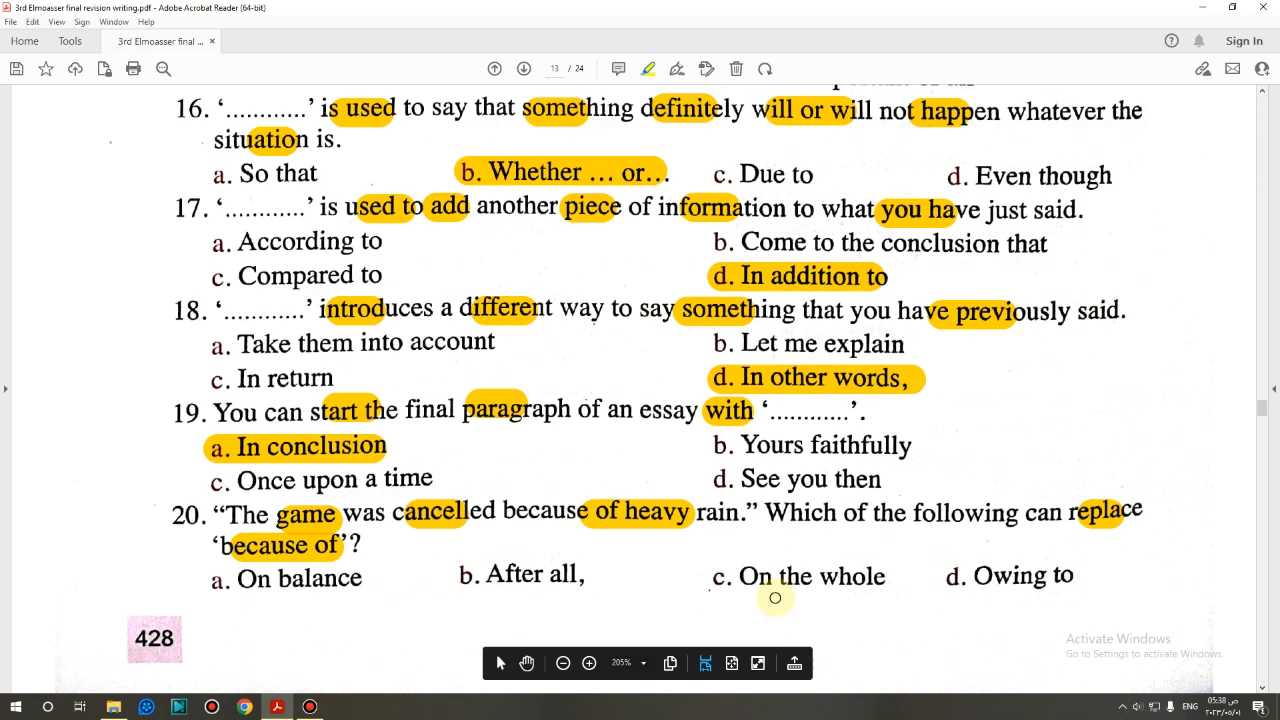 3rd Elmoasser final revision writing.pdf - Adobe Acrobat Reader (64-bit)
File Edit View Sign Window Help
Home Tools 3rd Elmoasser final ... × Sign In
13 / 24
16. ‘............’ is used to say that something definitely will or will not happen whatever the
situation is.
a. So that b. Whether ... or... c. Due to d. Even though
17. ‘............’ is used to add another piece of information to what you have just said.
a. According to b. Come to the conclusion that
c. Compared to d. In addition to
18. ‘............’ introduces a different way to say something that you have previously said.
a. Take them into account b. Let me explain
c. In return d. In other words,
19. You can start the final paragraph of an essay with ‘............’.
a. In conclusion b. Yours faithfully
c. Once upon a time d. See you then
20. “The game was cancelled because of heavy rain.” Which of the following can replace
‘because of’?
a. On balance b. After all, c. On the whole d. Owing to
428
Activate Windows
Go to Settings to activate Windows.
205%
ENG 05:38 ص
٢٠٢٣/٠٥/٠١